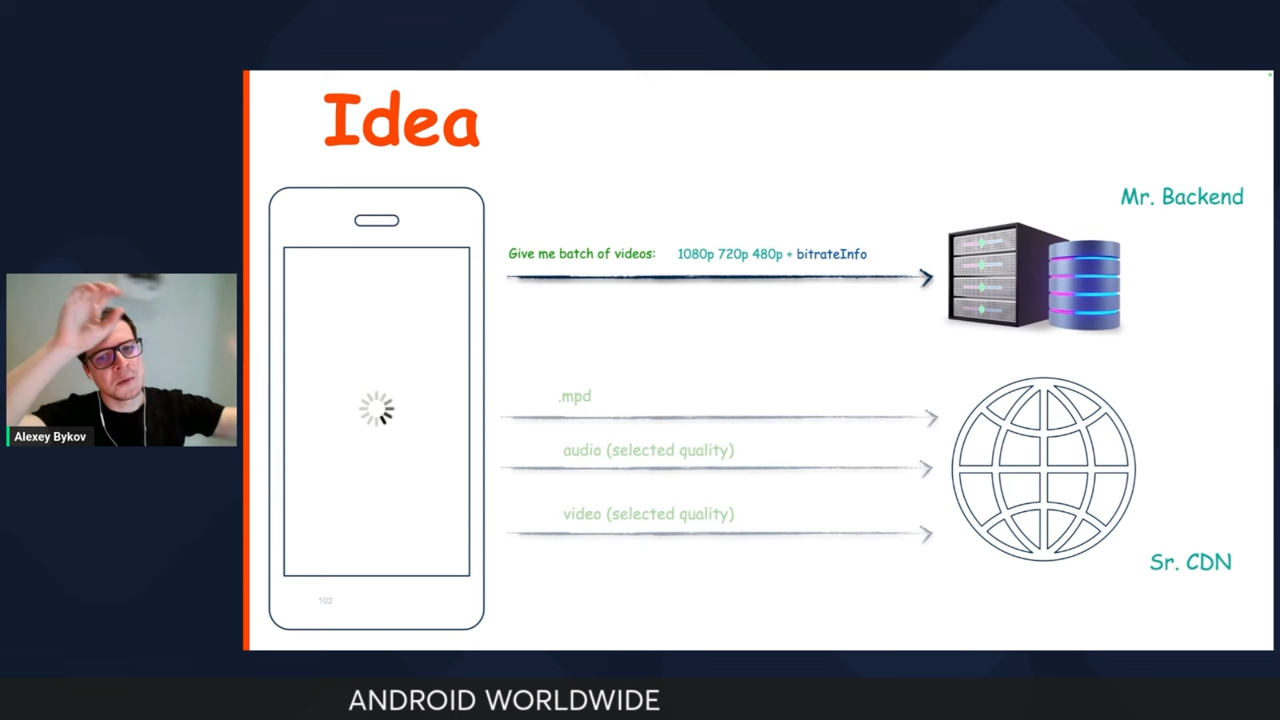 Idea
Mr. Backend
Give me batch of videos: 1080p 720p 480p + bitrateInfo
.mpd
audio (selected quality)
video (selected quality)
Alexey Bykov
Sr. CDN
102
ANDROID WORLDWIDE